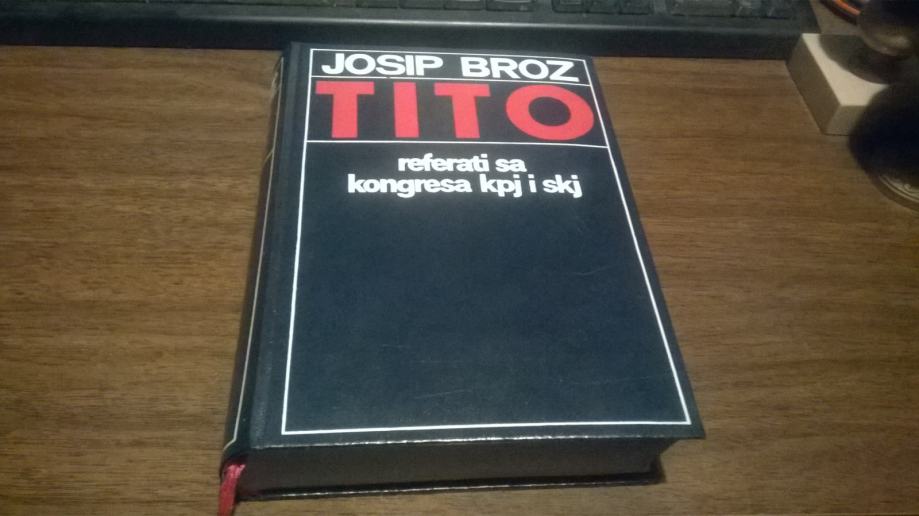 JOSIP BROZ
TITO
referati sa
kongresa kpj i skj